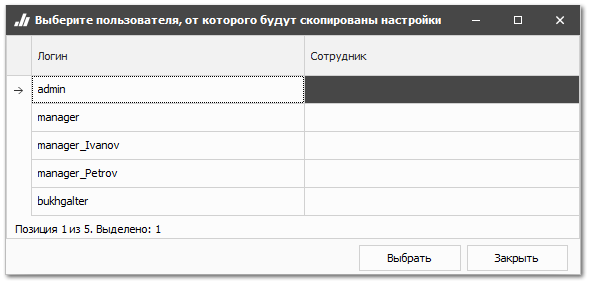 Выберите пользователя, от которого будут скопированы настройки
Логин Сотрудник
admin
manager
manager_Ivanov
manager_Petrov
bukhgalter
Позиция 1 из 5. Выделено: 1
Выбрать Закрыть